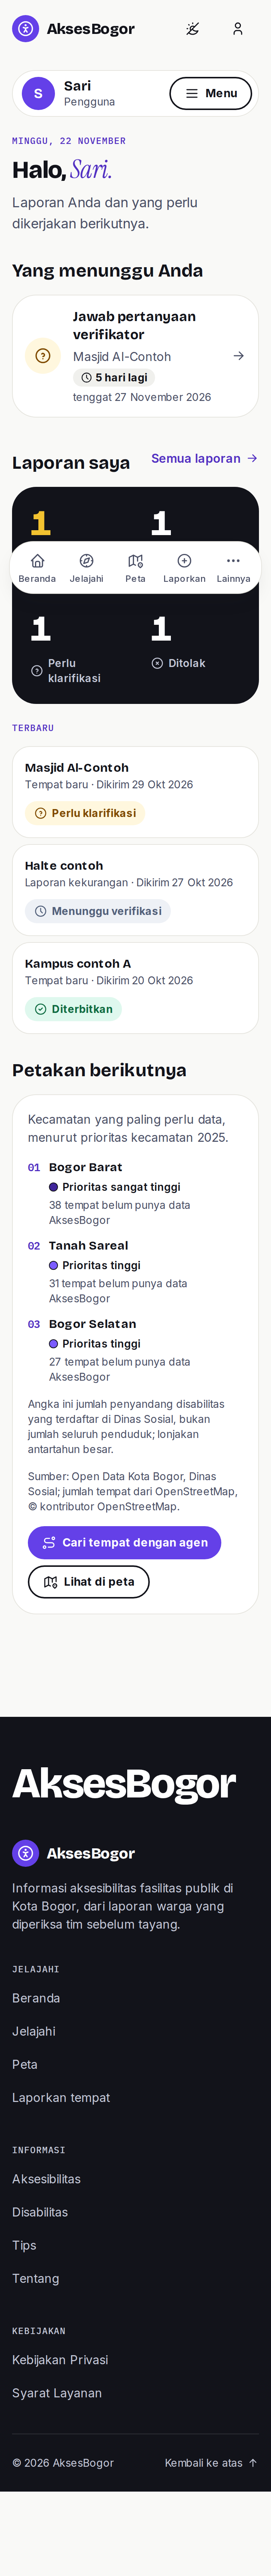 AksesBogor
S
Sari
Pengguna
Menu
MINGGU, 22 NOVEMBER
Halo, Sari.
Laporan Anda dan yang perlu
dikerjakan berikutnya.
Yang menunggu Anda
Jawab pertanyaan
verifikator
Masjid Al-Contoh
5 hari lagi
tenggat 27 November 2026
Laporan saya
Semua laporan
1
1
Beranda
Jelajahi
Peta
Laporkan
Lainnya
1
1
Perlu
klarifikasi
Ditolak
TERBARU
Masjid Al-Contoh
Tempat baru · Dikirim 29 Okt 2026
Perlu klarifikasi
Halte contoh
Laporan kekurangan · Dikirim 27 Okt 2026
Menunggu verifikasi
Kampus contoh A
Tempat baru · Dikirim 20 Okt 2026
Diterbitkan
Petakan berikutnya
Kecamatan yang paling perlu data,
menurut prioritas kecamatan 2025.
01 Bogor Barat
Prioritas sangat tinggi
38 tempat belum punya data
AksesBogor
02 Tanah Sareal
Prioritas tinggi
31 tempat belum punya data
AksesBogor
03 Bogor Selatan
Prioritas tinggi
27 tempat belum punya data
AksesBogor
Angka ini jumlah penyandang disabilitas
yang terdaftar di Dinas Sosial, bukan
jumlah seluruh penduduk; lonjakan
antartahun besar.
Sumber: Open Data Kota Bogor, Dinas
Sosial; jumlah tempat dari OpenStreetMap,
© kontributor OpenStreetMap.
Cari tempat dengan agen
Lihat di peta
AksesBogor
AksesBogor
Informasi aksesibilitas fasilitas publik di
Kota Bogor, dari laporan warga yang
diperiksa tim sebelum tayang.
JELAJAHI
Beranda
Jelajahi
Peta
Laporkan tempat
INFORMASI
Aksesibilitas
Disabilitas
Tips
Tentang
KEBIJAKAN
Kebijakan Privasi
Syarat Layanan
© 2026 AksesBogor
Kembali ke atas ↑